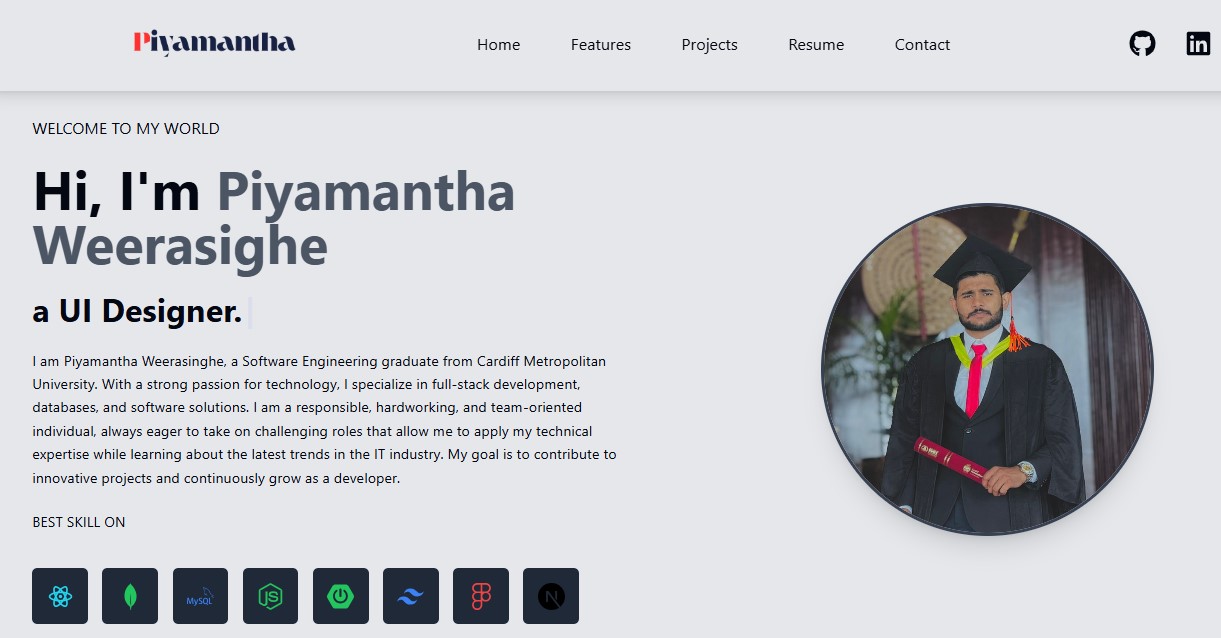 Piyamantha
Home Features Projects Resume Contact
in
WELCOME TO MY WORLD
Hi, I'm Piyamantha
Weerasighe
a UI Designer.
I am Piyamantha Weerasinghe, a Software Engineering graduate from Cardiff Metropolitan
University. With a strong passion for technology, I specialize in full-stack development,
databases, and software solutions. I am a responsible, hardworking, and team-oriented
individual, always eager to take on challenging roles that allow me to apply my technical
expertise while learning about the latest trends in the IT industry. My goal is to contribute to
innovative projects and continuously grow as a developer.
BEST SKILL ON
MySQL JS N